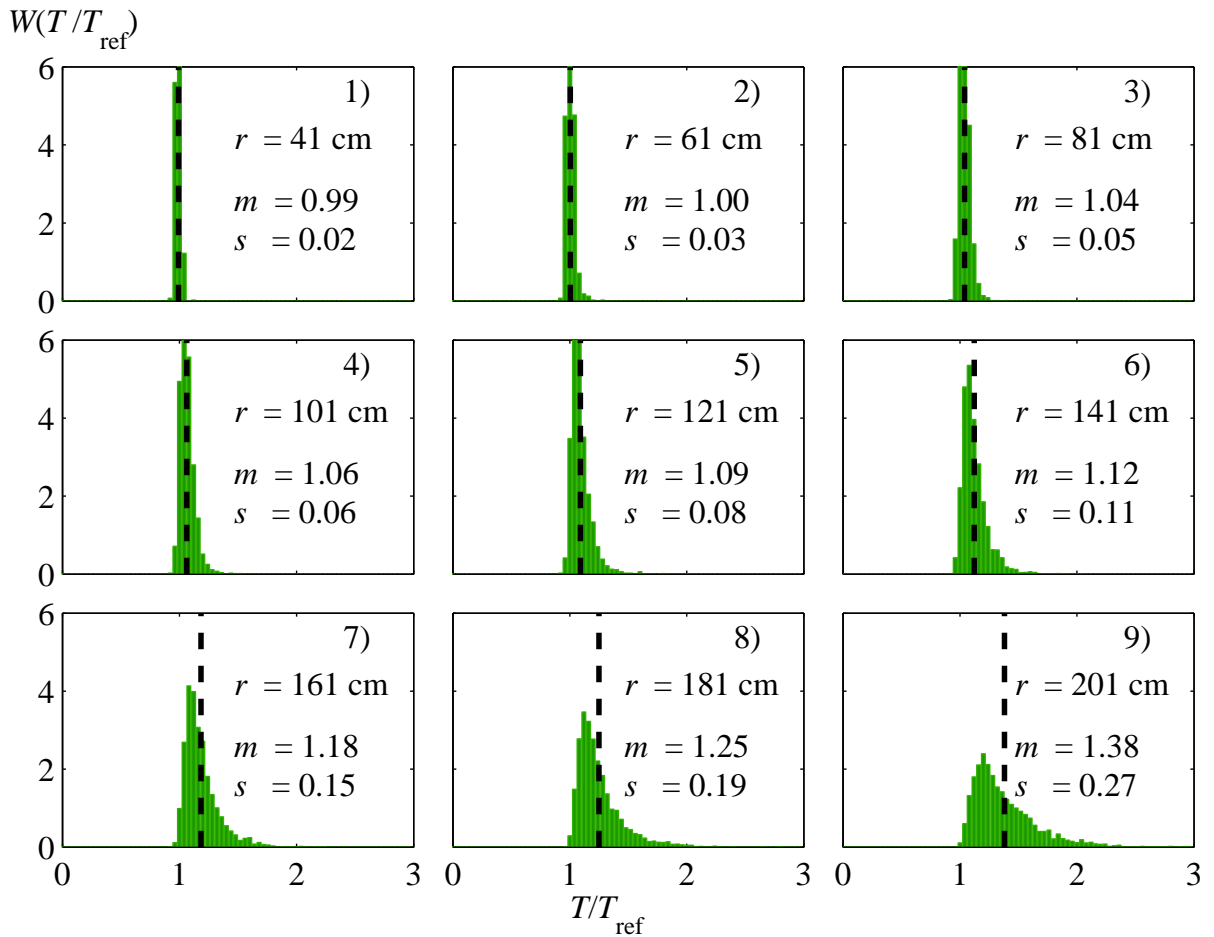 W(T/T_ref)
6 1) 2) 3)
r = 41 cm r = 61 cm r = 81 cm
4
m = 0.99 m = 1.00 m = 1.04
2 s = 0.02 s = 0.03 s = 0.05
0
6 4) 5) 6)
r = 101 cm r = 121 cm r = 141 cm
4
m = 1.06 m = 1.09 m = 1.12
2 s = 0.06 s = 0.08 s = 0.11
0
6 7) 8) 9)
r = 161 cm r = 181 cm r = 201 cm
4
m = 1.18 m = 1.25 m = 1.38
2 s = 0.15 s = 0.19 s = 0.27
0
0 1 2 3 0 1 2 3 0 1 2 3
T/T_ref